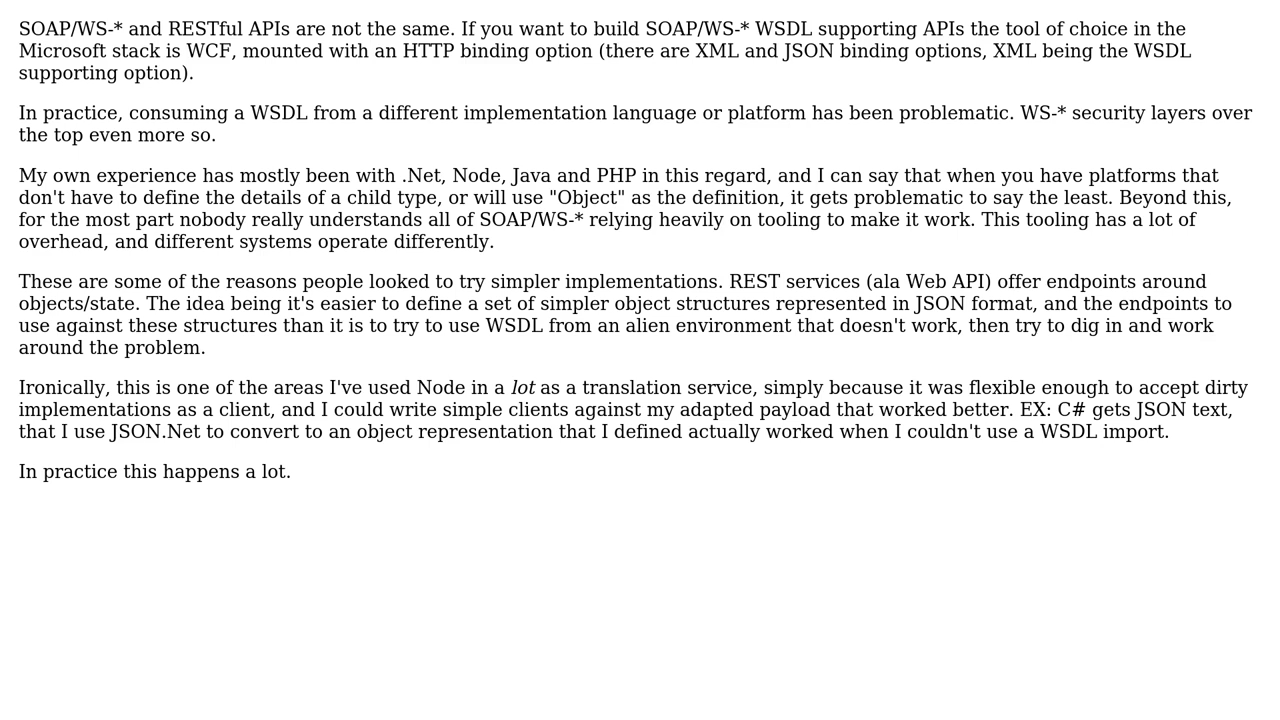 SOAP/WS-* and RESTful APIs are not the same. If you want to build SOAP/WS-* WSDL supporting APIs the tool of choice in the
Microsoft stack is WCF, mounted with an HTTP binding option (there are XML and JSON binding options, XML being the WSDL
supporting option).
In practice, consuming a WSDL from a different implementation language or platform has been problematic. WS-* security layers over
the top even more so.
My own experience has mostly been with .Net, Node, Java and PHP in this regard, and I can say that when you have platforms that
don't have to define the details of a child type, or will use "Object" as the definition, it gets problematic to say the least. Beyond this,
for the most part nobody really understands all of SOAP/WS-* relying heavily on tooling to make it work. This tooling has a lot of
overhead, and different systems operate differently.
These are some of the reasons people looked to try simpler implementations. REST services (ala Web API) offer endpoints around
objects/state. The idea being it's easier to define a set of simpler object structures represented in JSON format, and the endpoints to
use against these structures than it is to try to use WSDL from an alien environment that doesn't work, then try to dig in and work
around the problem.
Ironically, this is one of the areas I've used Node in a lot as a translation service, simply because it was flexible enough to accept dirty
implementations as a client, and I could write simple clients against my adapted payload that worked better. EX: C# gets JSON text,
that I use JSON.Net to convert to an object representation that I defined actually worked when I couldn't use a WSDL import.
In practice this happens a lot.